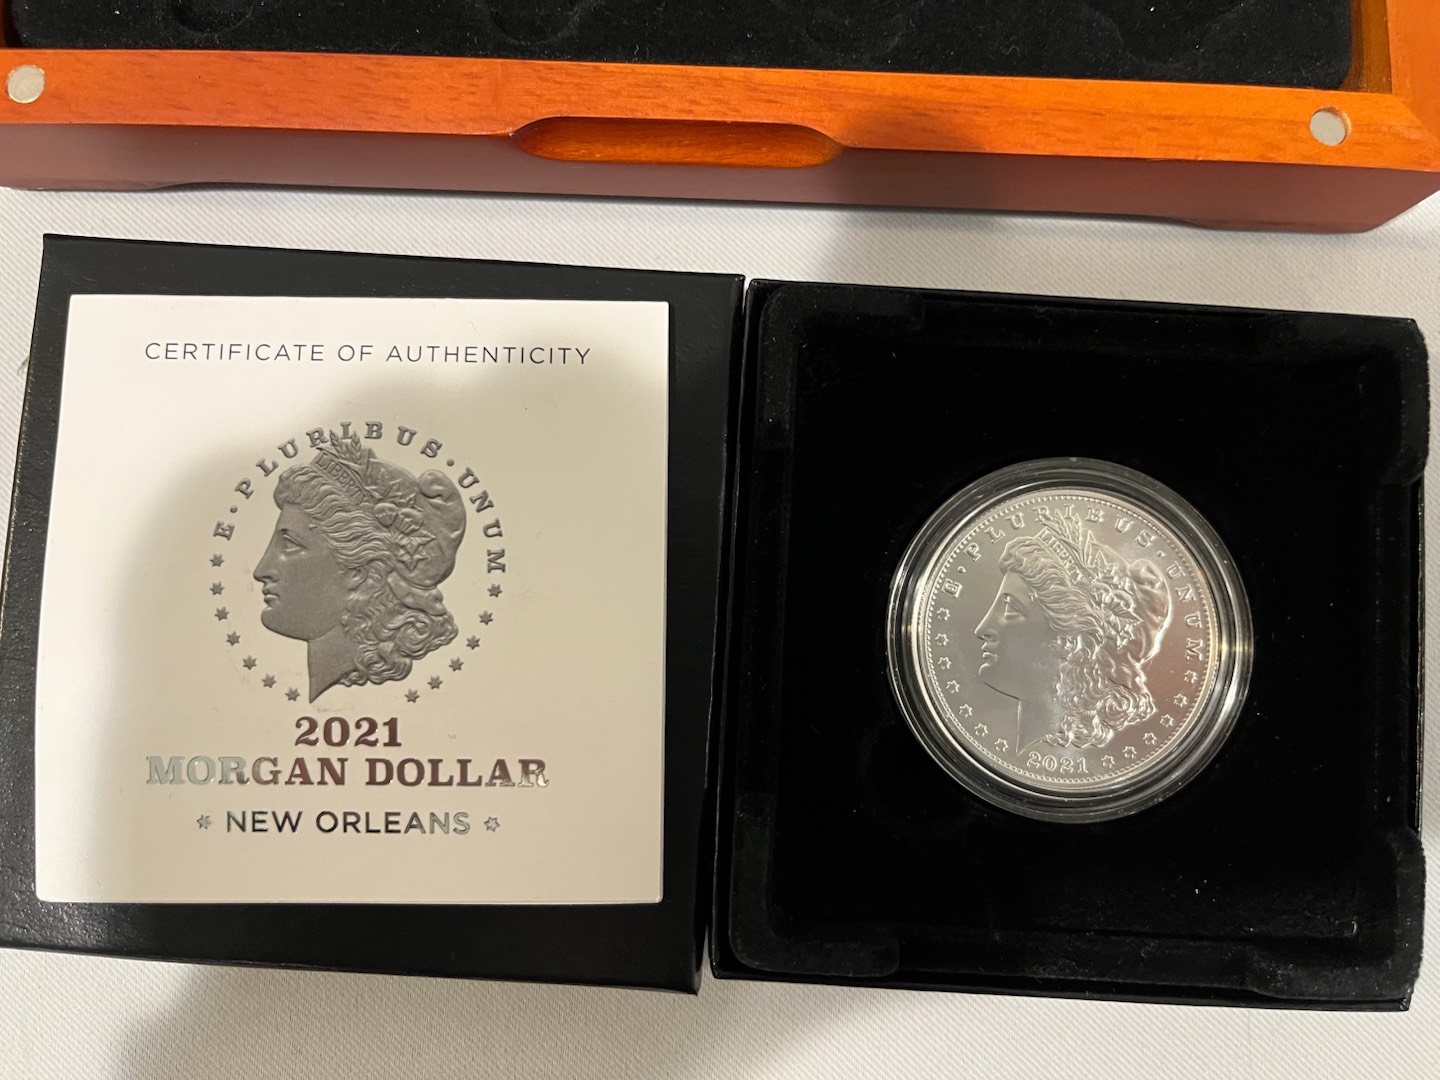 CERTIFICATE OF AUTHENTICITY
E·PLURIBUS·UNUM
LIBERTY
2021
MORGAN DOLLAR
NEW ORLEANS
E·PLURIBUS·UNUM
LIBERTY
2021